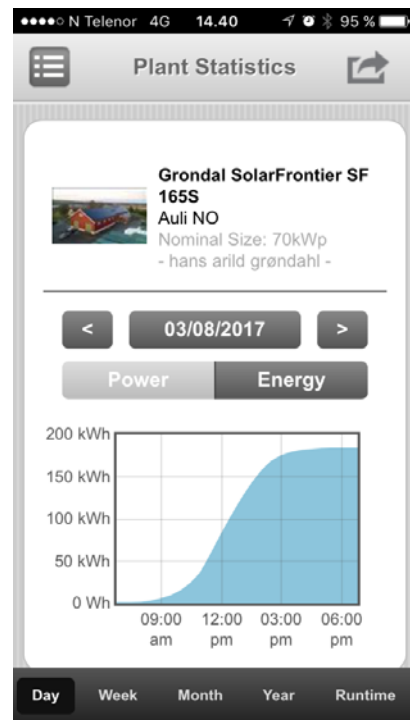 N Telenor 4G 14.40 95 %
Plant Statistics
Grondal SolarFrontier SF
165S
Auli NO
Nominal Size: 70kWp
- hans arild grøndahl -
< 03/08/2017 >
Power Energy
200 kWh
150 kWh
100 kWh
50 kWh
0 Wh
09:00 12:00 03:00 06:00
am pm pm pm
Day Week Month Year Runtime